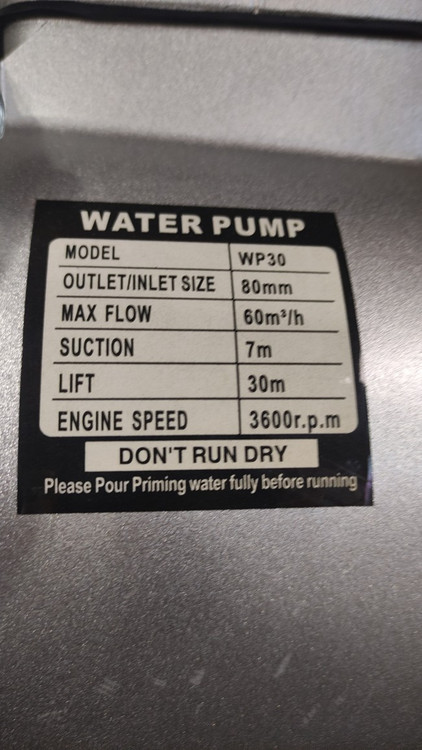 WATER PUMP
MODEL WP30
OUTLET/INLET SIZE 80mm
MAX FLOW 60m³/h
SUCTION 7m
LIFT 30m
ENGINE SPEED 3600r.p.m
DON'T RUN DRY
Please Pour Priming water fully before running